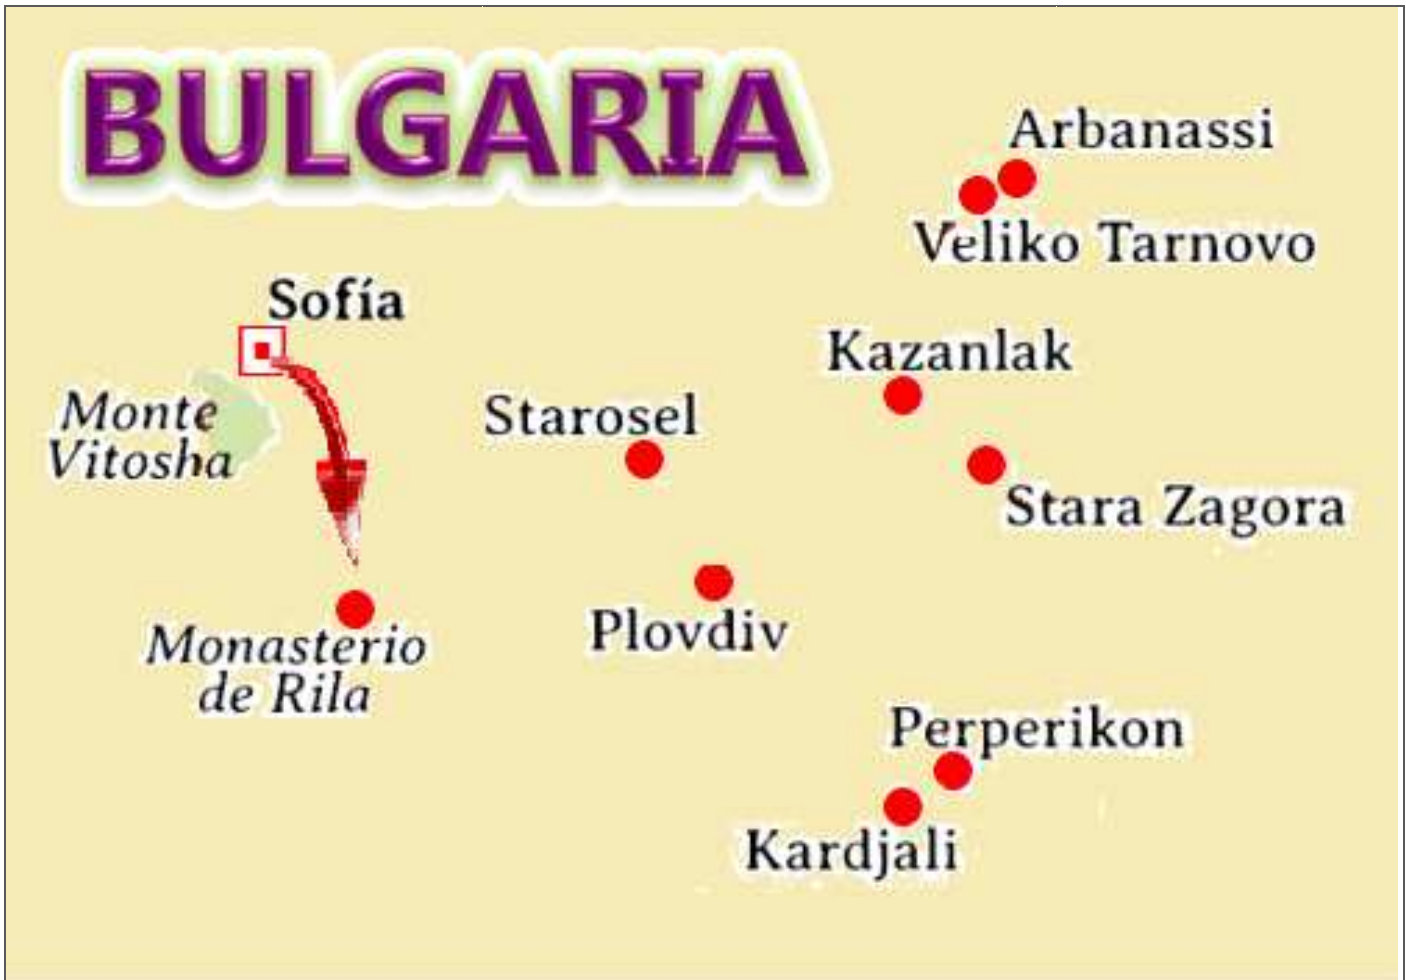 BULGARIA
Arbanassi
Veliko Tarnovo
Sofía
Kazanlak
Monte
Vitosha
Starosel
Stara Zagora
Plovdiv
Monasterio
de Rila
Perperikon
Kardjali